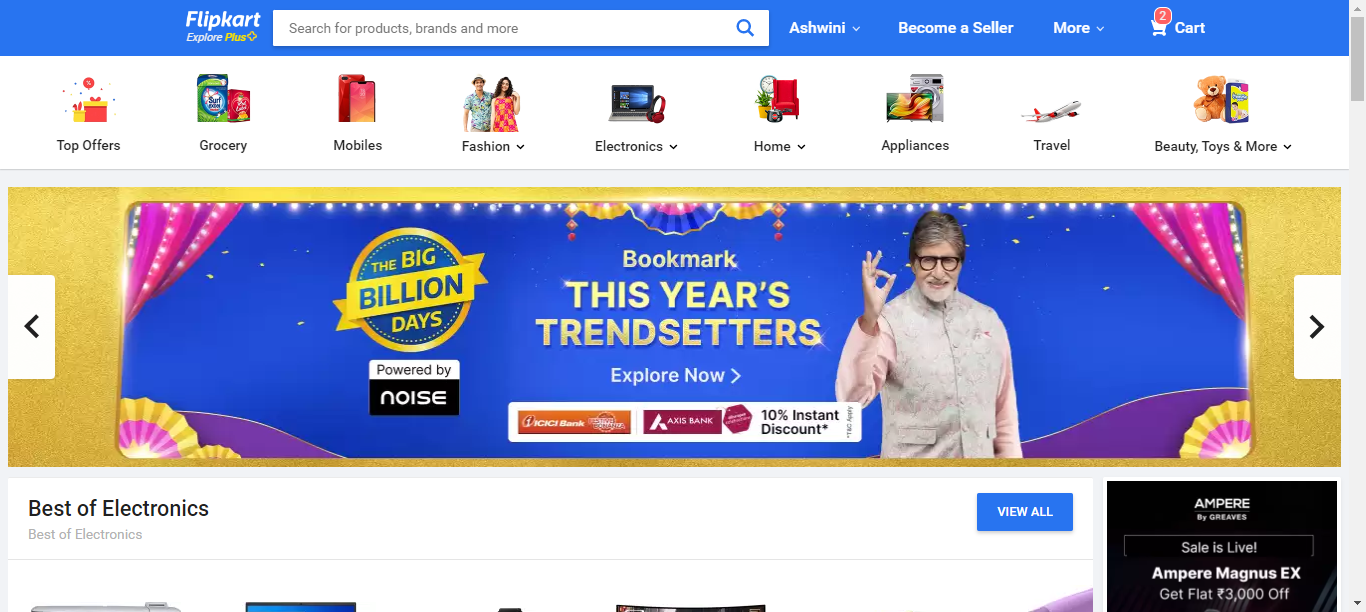 Flipkart
Explore Plus
Search for products, brands and more
Ashwini
Become a Seller
More
2
Cart
%
Surf excel
Top Offers
Grocery
Mobiles
Fashion
Electronics
Home
Appliances
Travel
Beauty, Toys & More
THE BIG
BILLION
DAYS
Powered by
noise
Bookmark
THIS YEAR'S
TRENDSETTERS
Explore Now
ICICI Bank
AXIS BANK
10% Instant
Discount*
*T&C Apply
Best of Electronics
Best of Electronics
VIEW ALL
AMPERE
By GREAVES
Sale is Live!
Ampere Magnus EX
Get Flat ₹3,000 Off